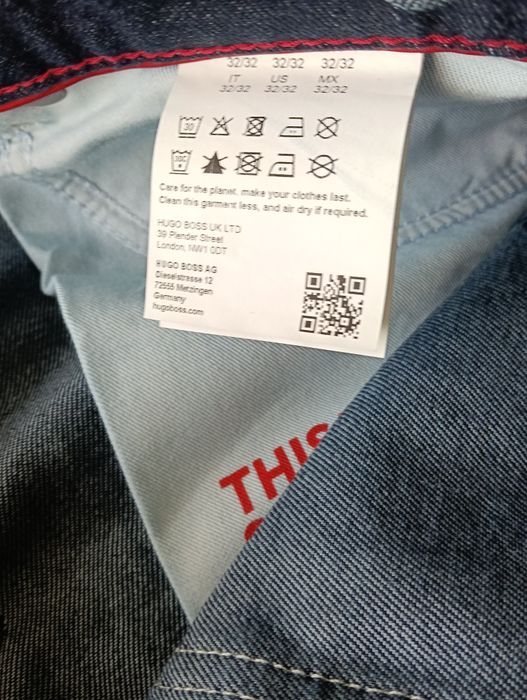 32/32 32/32 32/32
IT US MX
32/32 32/32 32/32
30
30C
Care for the planet. make your clothes last.
Clean this garment less, and air dry if required.
HUGO BOSS UK LTD
39 Plender Street
London, NW1 0DT
HUGO BOSS AG
Dieselstrasse 12
72555 Metzingen
Germany
hugoboss.com
THIS